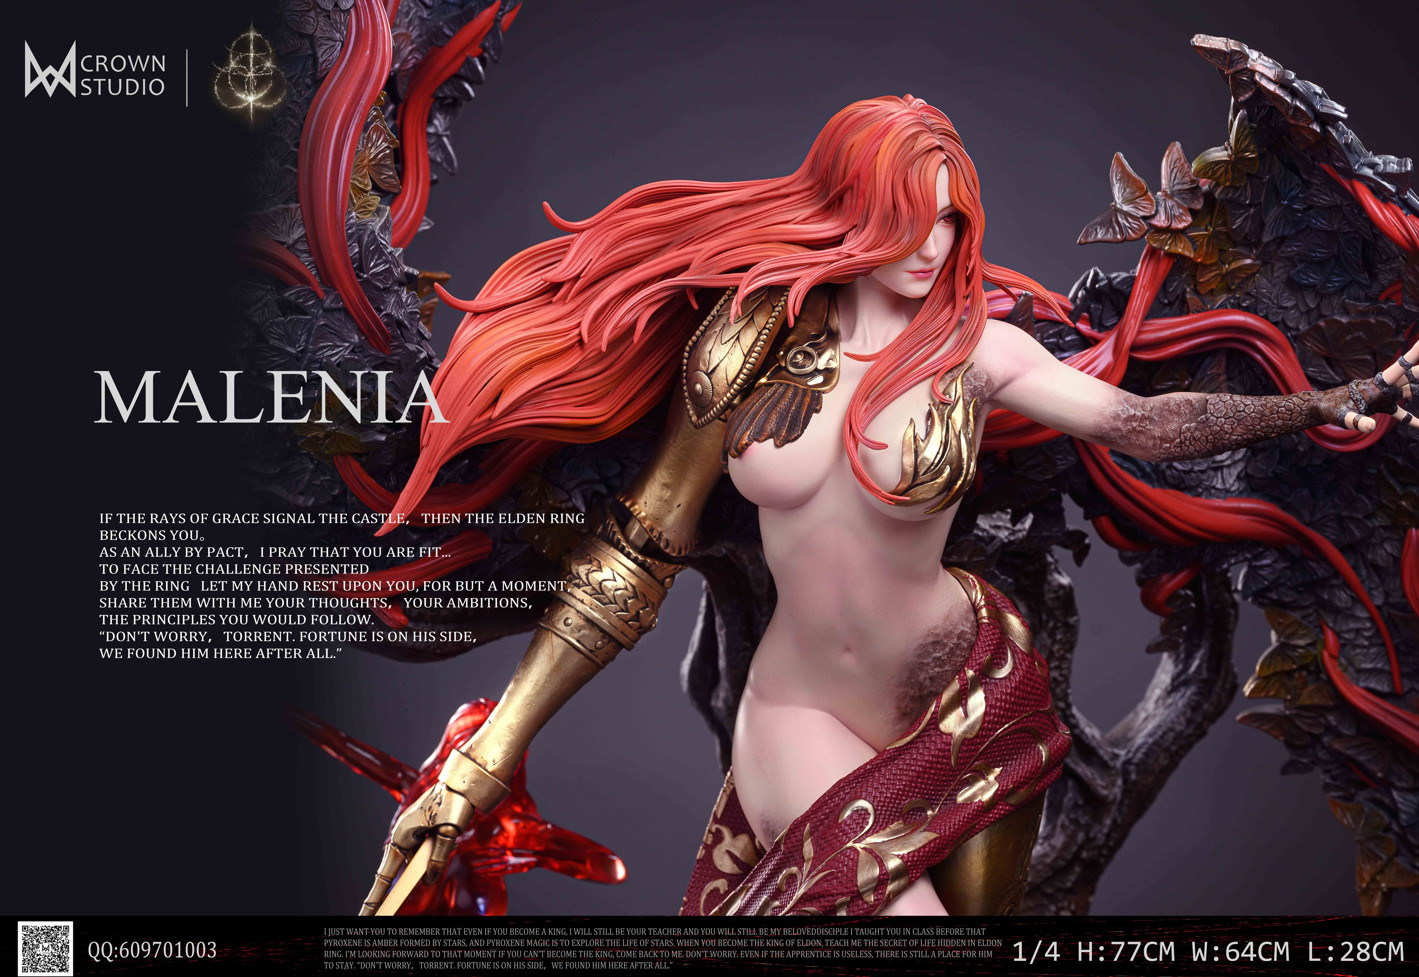 CROWN
STUDIO
MALENIA
IF THE RAYS OF GRACE SIGNAL THE CASTLE， THEN THE ELDEN RING
BECKONS YOU。
AS AN ALLY BY PACT， I PRAY THAT YOU ARE FIT...
TO FACE THE CHALLENGE PRESENTED
BY THE RING LET MY HAND REST UPON YOU, FOR BUT A MOMENT,
SHARE THEM WITH ME YOUR THOUGHTS， YOUR AMBITIONS，
THE PRINCIPLES YOU WOULD FOLLOW.
“DON'T WORRY， TORRENT. FORTUNE IS ON HIS SIDE，
WE FOUND HIM HERE AFTER ALL.”
QQ:609701003
I JUST WANT·YOU TO REMEMBER THAT EVEN IF YOU BECOME A KING, I WILL STILL BE YOUR TEACHER AND YOU WILL STILL BE MY BELOVEDDISCIPLE I TAUGHT YOU IN CLASS BEFORE THAT
PYROXENE IS AMBER FORMED BY STARS, AND PYROXENE MAGIC IS TO EXPLORE THE LIFE OF STARS. WHEN YOU BECOME THE KING OF ELDON, TEACH ME THE SECRET OF LIFE HIDDEN IN ELDON
RING. I'M LOOKING FORWARD TO THAT MOMENT IF YOU CAN'T BECOME THE KING, COME BACK TO ME. DON'T WORRY: EVEN IF THE APPRENTICE IS USELESS, THERE IS STILL A PLACE FOR HIM
TO STAY. “DON'T WORRY， TORRENT. FORTUNE IS ON HIS SIDE， WE FOUND HIM HERE AFTER ALL.”
1/4 H:77CM W:64CM L:28CM